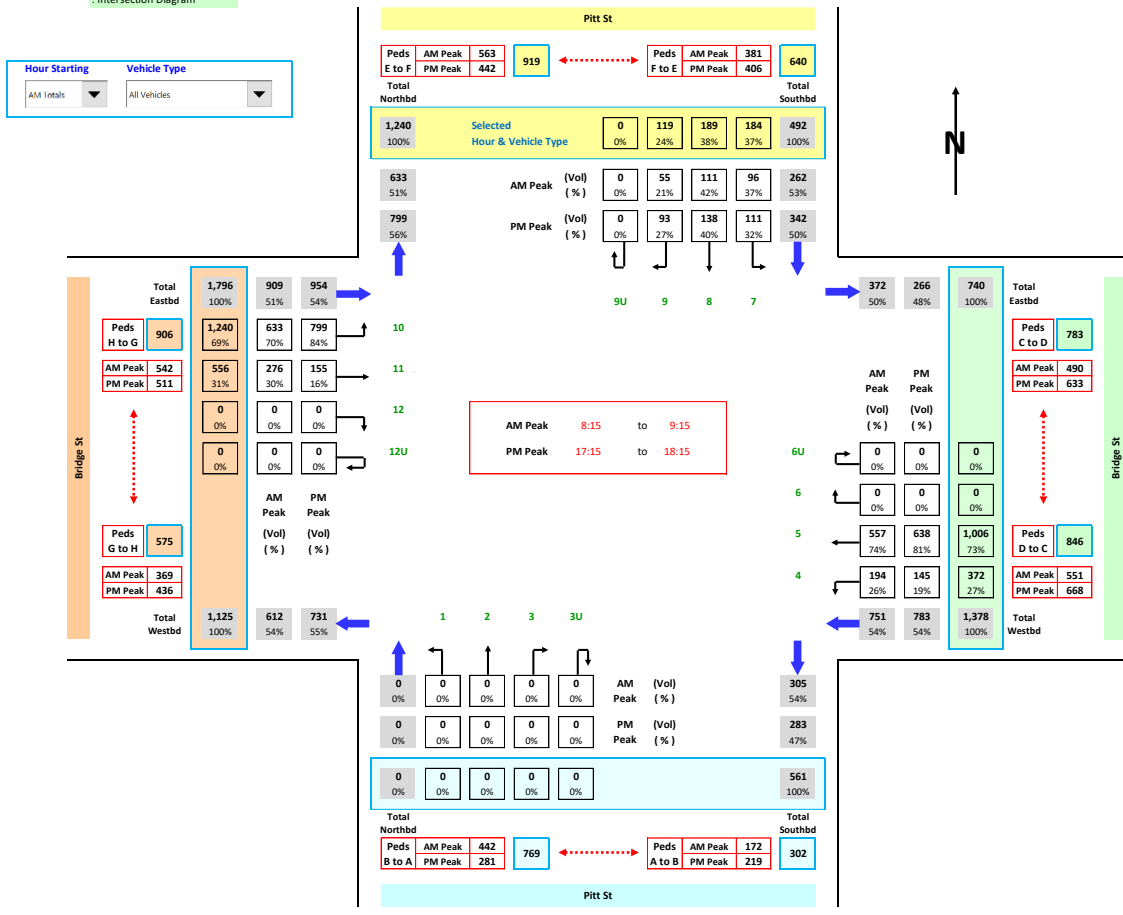 : Intersection Diagram
Pitt St
Hour Starting Vehicle Type
AM Totals All Vehicles
Peds E to F AM Peak 563 PM Peak 442 919
Peds F to E AM Peak 381 PM Peak 406 640
Total Northbd
Total Southbd
1,240 100%
Selected Hour & Vehicle Type
0 0% 119 24% 189 38% 184 37% 492 100%
633 51%
AM Peak (Vol) (%) 0 0% 55 21% 111 42% 96 37% 262 53%
799 56%
PM Peak (Vol) (%) 0 0% 93 27% 138 40% 111 32% 342 50%
9U 9 8 7
N
Bridge St
Total Eastbd 1,796 100% 909 51% 954 54%
Peds H to G 906
1,240 69% 633 70% 799 84% 10
AM Peak 542
PM Peak 511
556 31% 276 30% 155 16% 11
0 0% 0 0% 0 0% 12
0 0% 0 0% 0 0% 12U
AM Peak (Vol) (%)
PM Peak (Vol) (%)
Peds G to H 575
AM Peak 369
PM Peak 436
Total Westbd 1,125 100% 612 54% 731 55%
AM Peak 8:15 to 9:15
PM Peak 17:15 to 18:15
372 50% 266 48% 740 100% Total Eastbd
Peds C to D 783
AM Peak 490
PM Peak 633
AM Peak (Vol) (%)
PM Peak (Vol) (%)
6U 0 0% 0 0% 0 0%
6 0 0% 0 0% 0 0%
5 557 74% 638 81% 1,006 73%
4 194 26% 145 19% 372 27%
Peds D to C 846
AM Peak 551
PM Peak 668
751 54% 783 54% 1,378 100% Total Westbd
Bridge St
1 2 3 3U
0 0% 0 0% 0 0% 0 0% 0 0% AM Peak (Vol) (%) 305 54%
0 0% 0 0% 0 0% 0 0% 0 0% PM Peak (Vol) (%) 283 47%
0 0% 0 0% 0 0% 0 0% 0 0% 561 100%
Total Northbd
Total Southbd
Peds B to A AM Peak 442 PM Peak 281 769
Peds A to B AM Peak 172 PM Peak 219 302
Pitt St